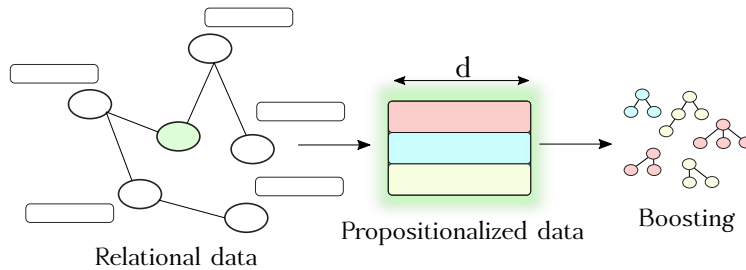 d
Relational data
Propositionalized data
Boosting